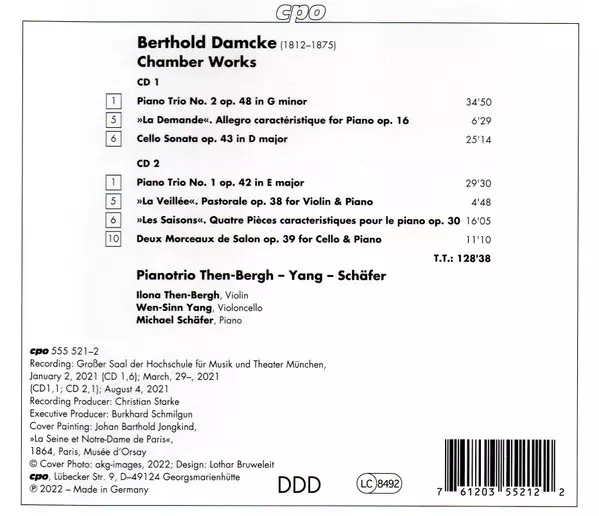 cpo
Berthold Damcke (1812–1875)
Chamber Works
CD 1
1 Piano Trio No. 2 op. 48 in G minor 34'50
5 »La Demande«. Allegro caractéristique for Piano op. 16 6'29
6 Cello Sonata op. 43 in D major 25'14
CD 2
1 Piano Trio No. 1 op. 42 in E major 29'30
5 »La Veillée«. Pastorale op. 38 for Violin & Piano 4'48
6 »Les Saisons«. Quatre Pièces caracteristiques pour le piano op. 30 16'05
10 Deux Morceaux de Salon op. 39 for Cello & Piano 11'10
T.T.: 128'38
Pianotrio Then-Bergh – Yang – Schäfer
Ilona Then-Bergh, Violin
Wen-Sinn Yang, Violoncello
Michael Schäfer, Piano
cpo 555 521–2
Recording: Großer Saal der Hochschule für Musik und Theater München,
January 2, 2021 (CD 1,6); March, 29–, 2021
(CD1,1; CD 2,1); August 4, 2021
Recording Producer: Christian Starke
Executive Producer: Burkhard Schmilgun
Cover Painting: Johan Barthold Jongkind,
»La Seine et Notre-Dame de Paris«,
1864, Paris, Musée d'Orsay
© Cover Photo: akg-images, 2022; Design: Lothar Bruweleit
cpo, Lübecker Str. 9, D–49124 Georgsmarienhütte
℗ 2022 – Made in Germany
DDD
LC 8492
7 61203 55212 2